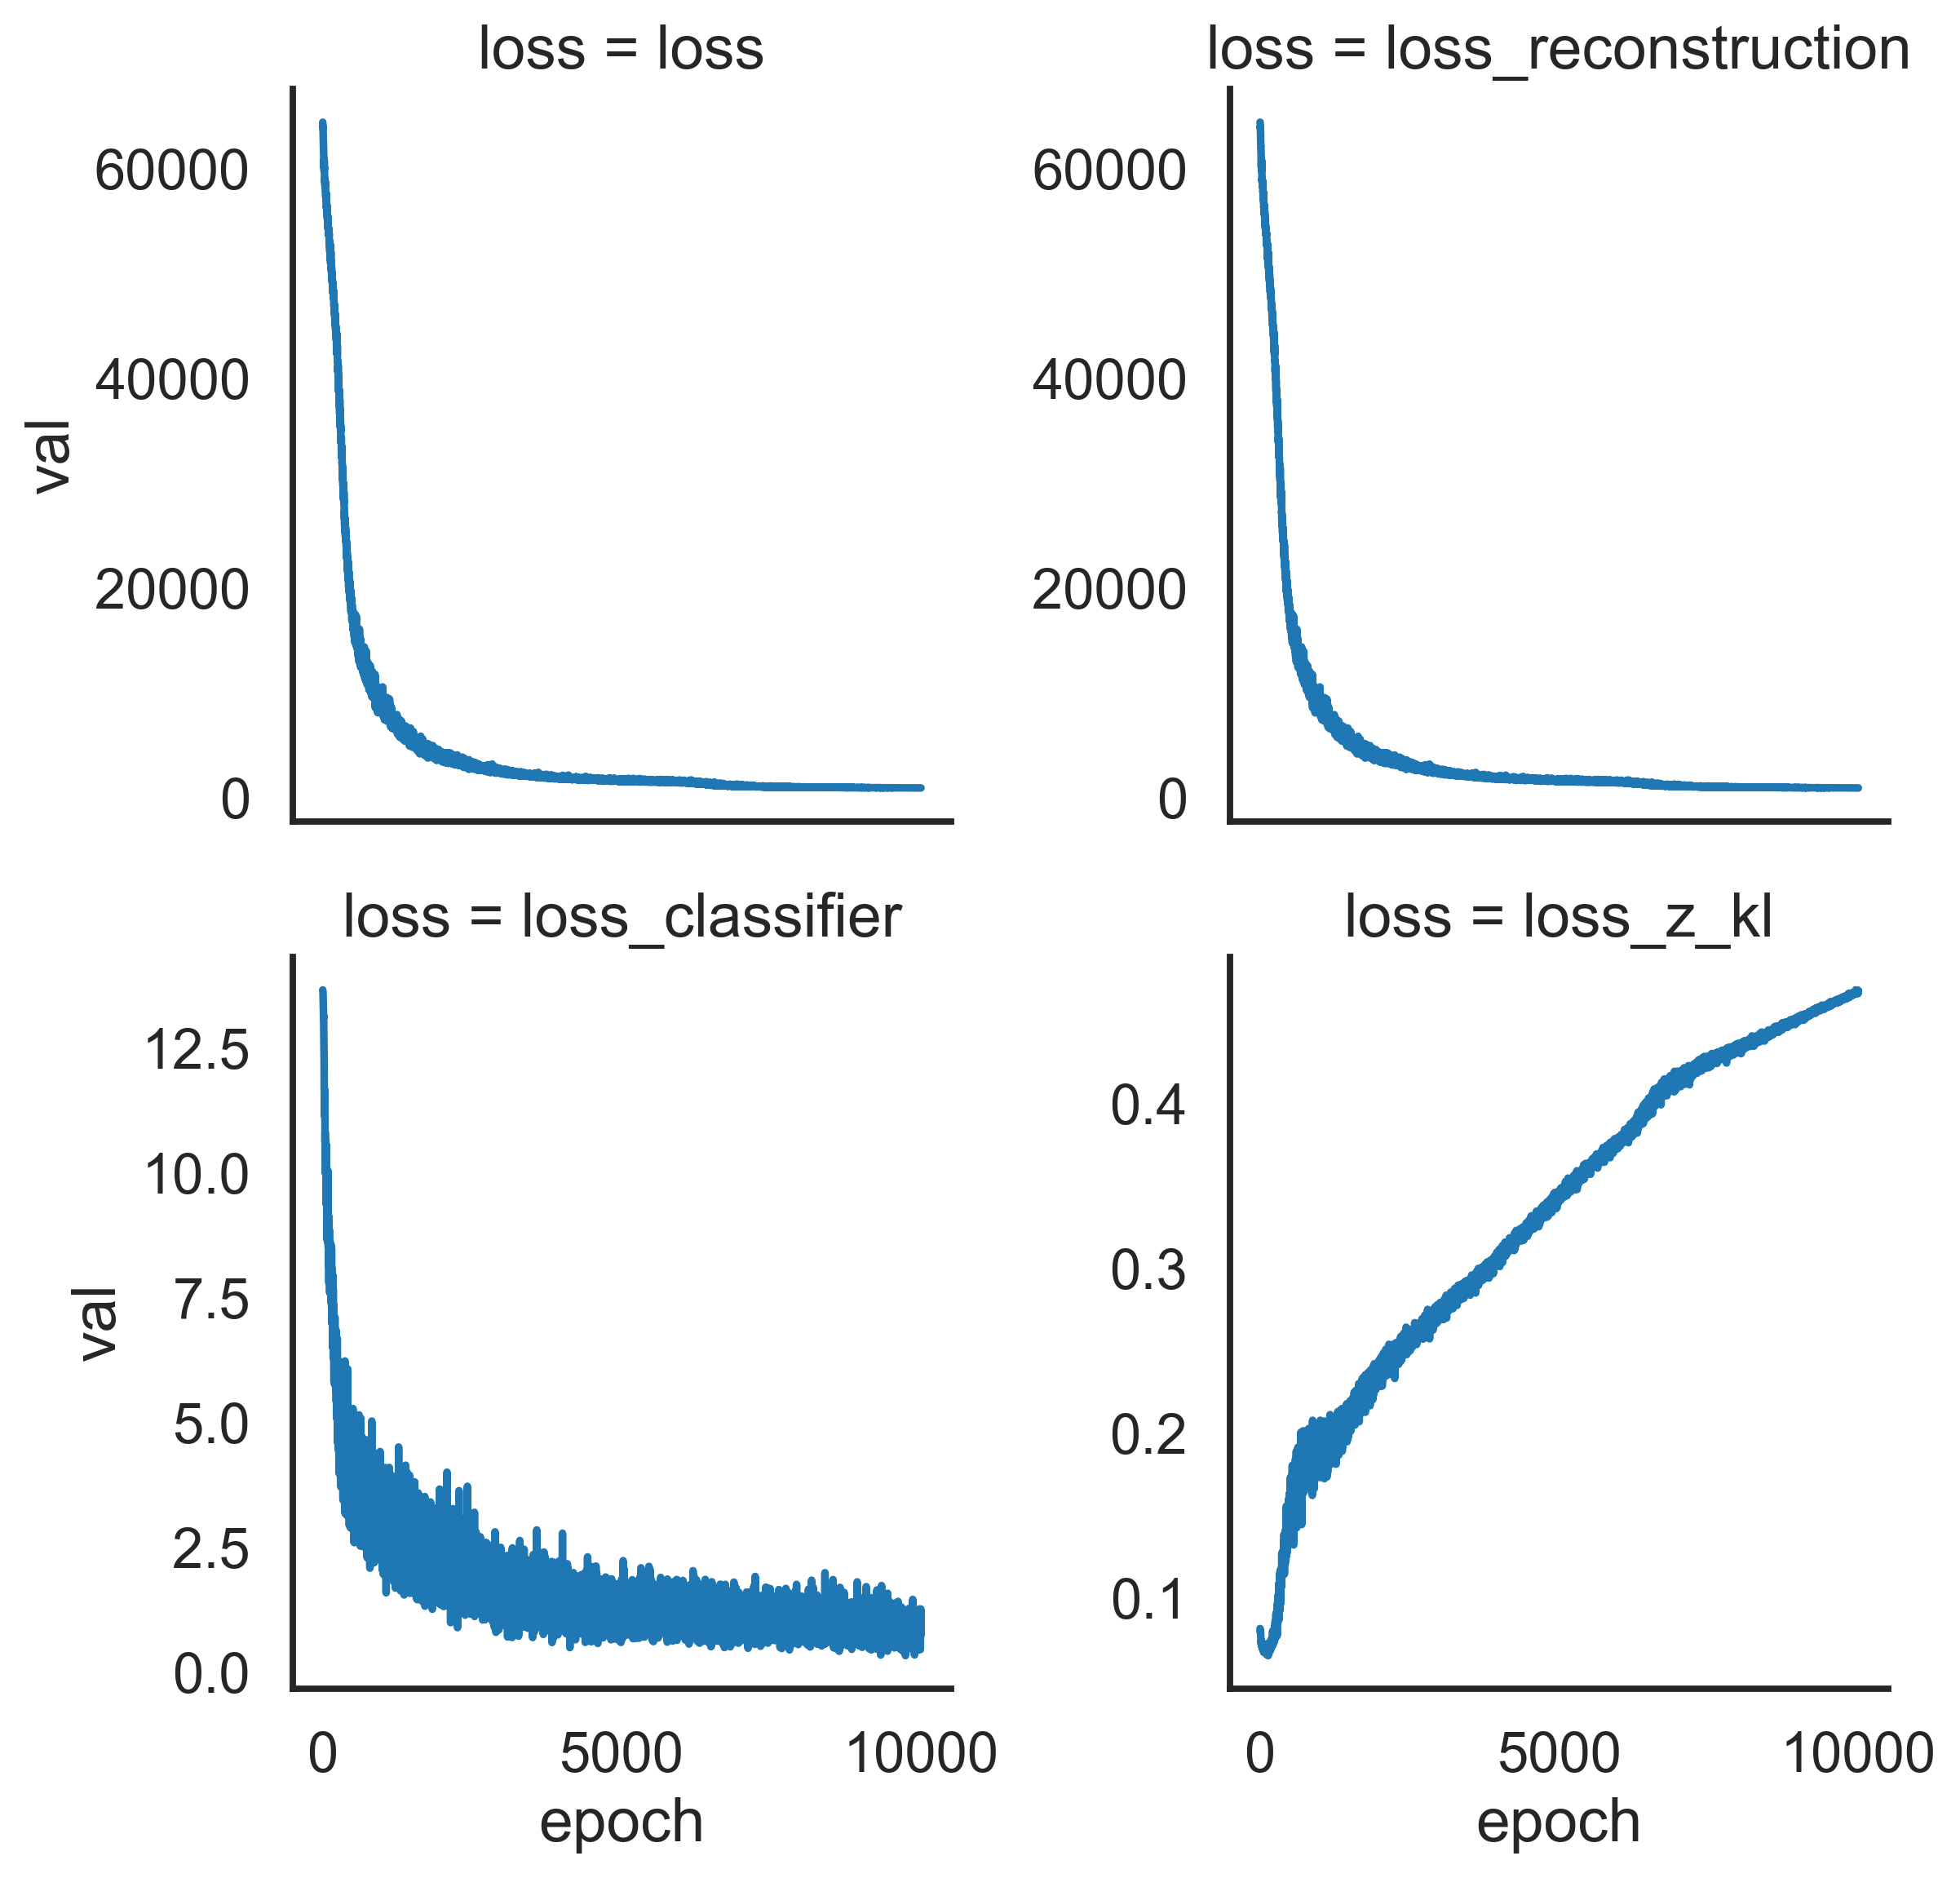 loss = loss
loss = loss_reconstruction
60000
40000
20000
0
val
60000
40000
20000
0
loss = loss_classifier
loss = loss_z_kl
12.5
10.0
7.5
5.0
2.5
0.0
val
0.4
0.3
0.2
0.1
0 5000 10000
epoch
0 5000 10000
epoch